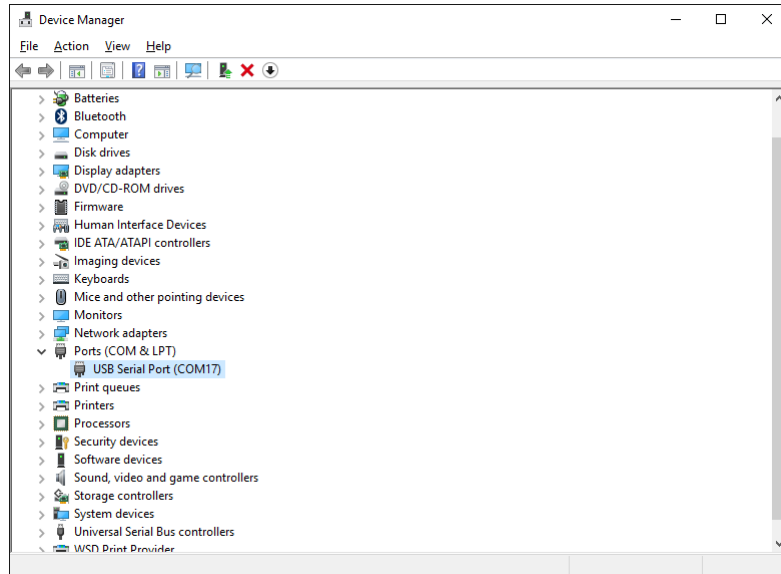 Device Manager
File Action View Help
Batteries
Bluetooth
Computer
Disk drives
Display adapters
DVD/CD-ROM drives
Firmware
Human Interface Devices
IDE ATA/ATAPI controllers
Imaging devices
Keyboards
Mice and other pointing devices
Monitors
Network adapters
Ports (COM & LPT)
USB Serial Port (COM17)
Print queues
Printers
Processors
Security devices
Software devices
Sound, video and game controllers
Storage controllers
System devices
Universal Serial Bus controllers
WSD Print Provider